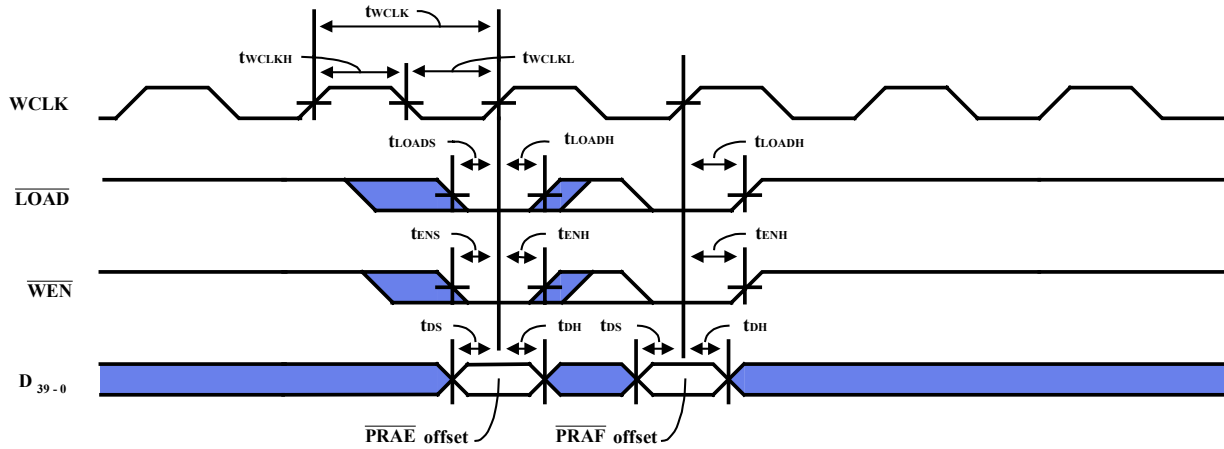 tWCLK
tWCLKH
tWCLKL
WCLK
tLOADS
tLOADH
tLOADH
LOAD
tENS
tENH
tENH
WEN
tDS
tDH
tDS
tDH
D 39 - 0
PRAE offset
PRAF offset